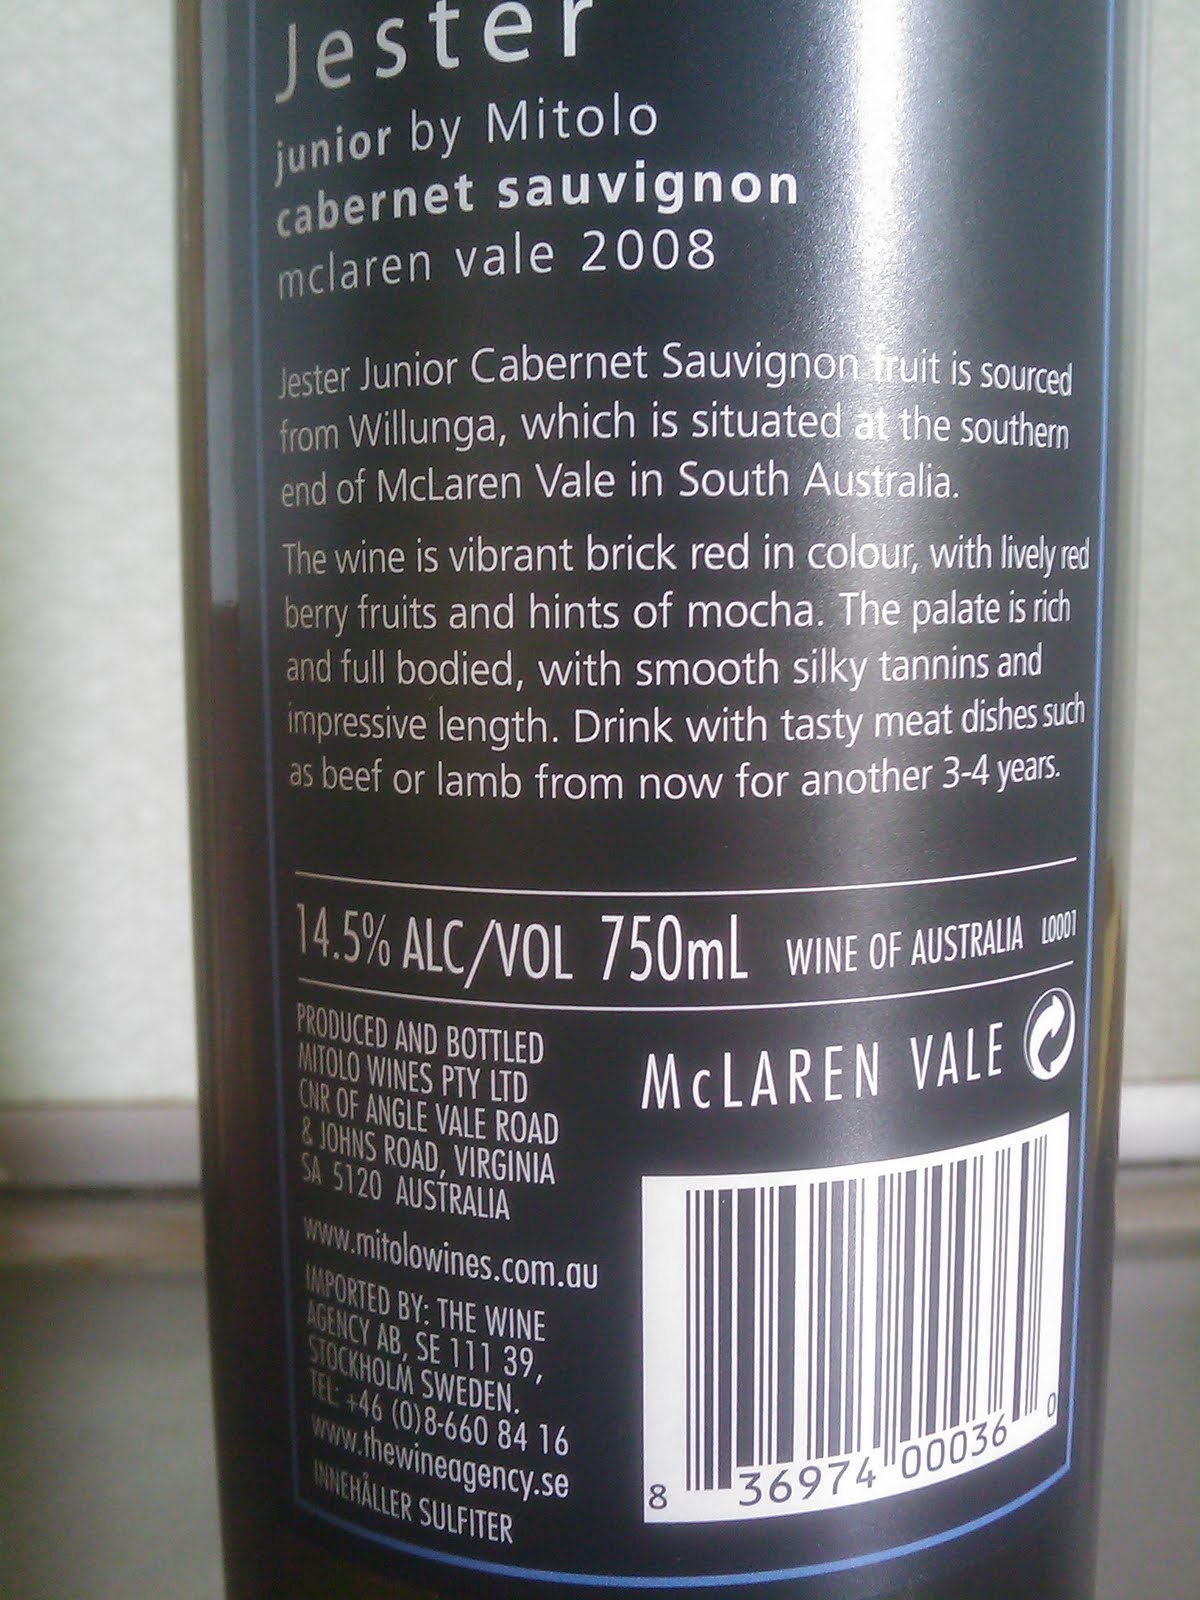 Jester
junior by Mitolo
cabernet sauvignon
mclaren vale 2008
Jester Junior Cabernet Sauvignon fruit is sourced
from Willunga, which is situated at the southern
end of McLaren Vale in South Australia.
The wine is vibrant brick red in colour, with lively red
berry fruits and hints of mocha. The palate is rich
and full bodied, with smooth silky tannins and
impressive length. Drink with tasty meat dishes such
as beef or lamb from now for another 3-4 years.
14.5% ALC/VOL 750mL WINE OF AUSTRALIA L0001
PRODUCED AND BOTTLED
MITOLO WINES PTY LTD
CNR OF ANGLE VALE ROAD
& JOHNS ROAD, VIRGINIA
SA 5120 AUSTRALIA
www.mitolowines.com.au
IMPORTED BY: THE WINE
AGENCY AB, SE 111 39,
STOCKHOLM SWEDEN.
TEL: +46 (0)8-660 84 16
www.thewineagency.se
INNEHÅLLER SULFITER
McLAREN VALE
8 36974 00036 0